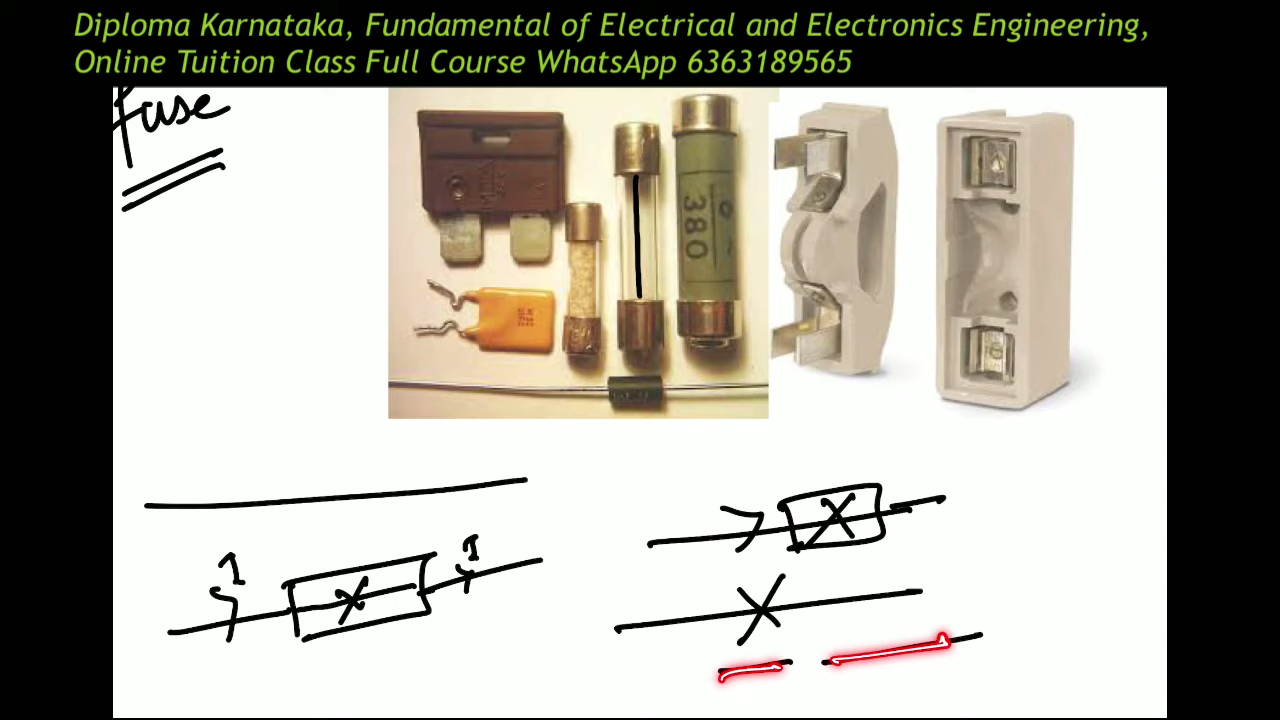 Diploma Karnataka, Fundamental of Electrical and Electronics Engineering,
Online Tuition Class Full Course WhatsApp 6363189565
fuse
380
I
I